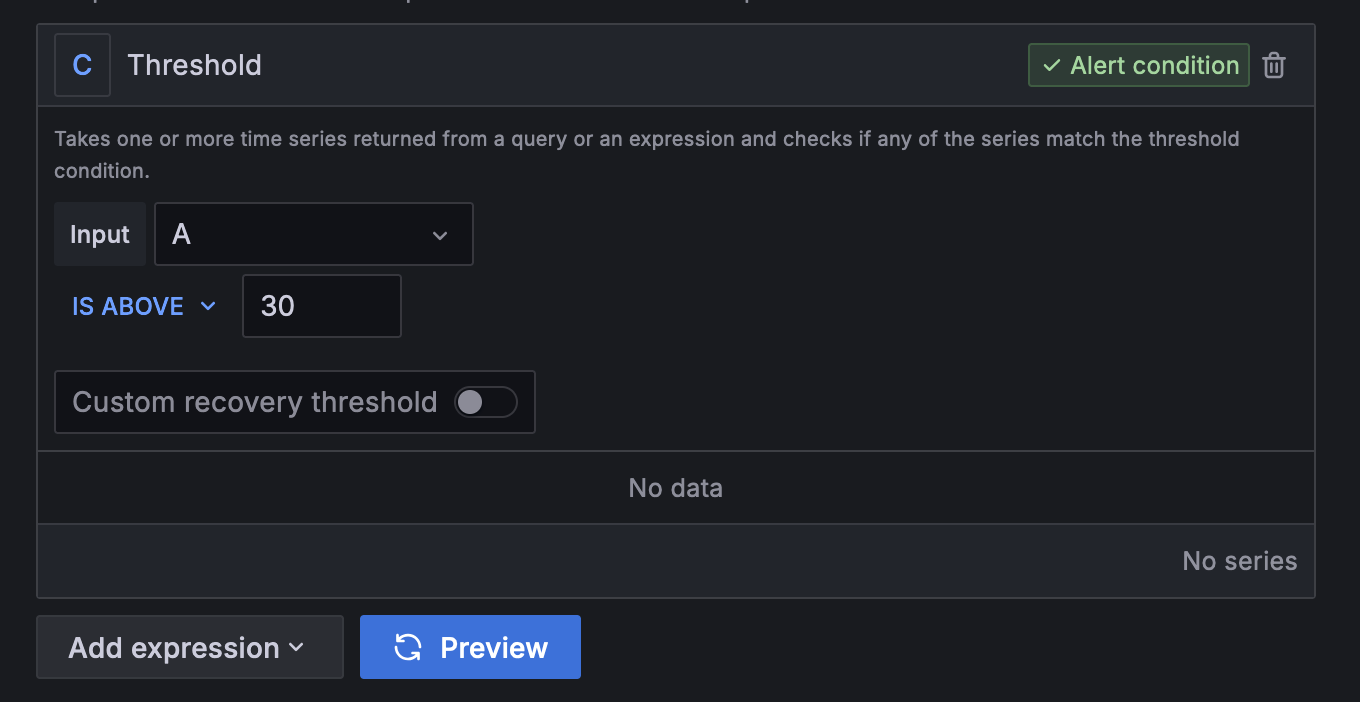 C Threshold Alert condition
Takes one or more time series returned from a query or an expression and checks if any of the series match the threshold
condition.
Input A
IS ABOVE 30
Custom recovery threshold
No data
No series
Add expression Preview